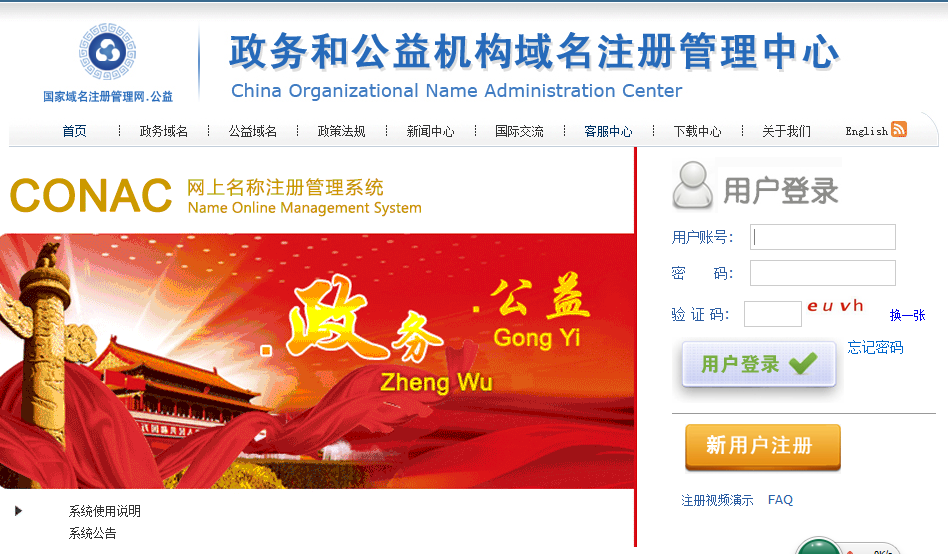 政务和公益机构域名注册管理中心
China Organizational Name Administration Center
国家域名注册管理网.公益
首页 政务域名 公益域名 政策法规 新闻中心 国际交流 客服中心 下载中心 关于我们 English
CONAC 网上名称注册管理系统
Name Online Management System
.政务
Zheng Wu
.公益
Gong Yi
用户登录
用户账号：
密 码：
验 证 码： euvh 换一张
用户登录 忘记密码
新用户注册
注册视频演示 FAQ
系统使用说明
系统公告